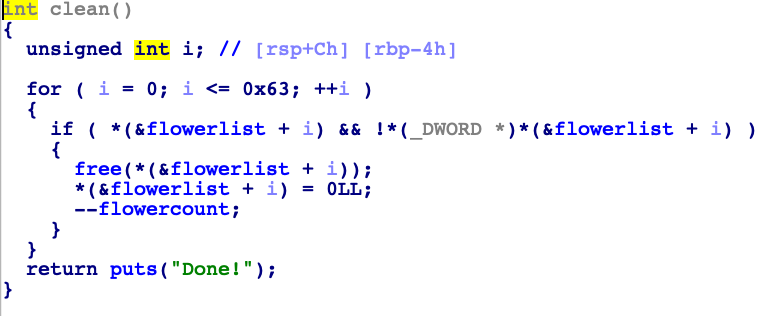 int clean()
{
  unsigned int i; // [rsp+Ch] [rbp-4h]

  for ( i = 0; i <= 0x63; ++i )
  {
    if ( *(&flowerlist + i) && !*(_DWORD *)*(&flowerlist + i) )
    {
      free(*(&flowerlist + i));
      *(&flowerlist + i) = 0LL;
      --flowercount;
    }
  }
  return puts("Done!");
}